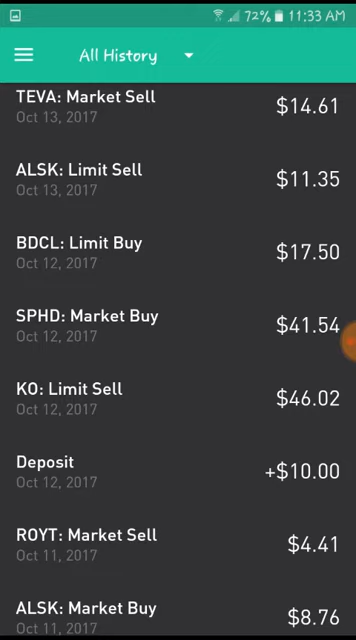 72% 11:33 AM
All History
TEVA: Market Sell
$14.61
Oct 13, 2017
ALSK: Limit Sell
$11.35
Oct 13, 2017
BDCL: Limit Buy
$17.50
Oct 12, 2017
SPHD: Market Buy
$41.54
Oct 12, 2017
KO: Limit Sell
$46.02
Oct 12, 2017
Deposit
+$10.00
Oct 12, 2017
ROYT: Market Sell
$4.41
Oct 11, 2017
ALSK: Market Buy
$8.76
Oct 11, 2017